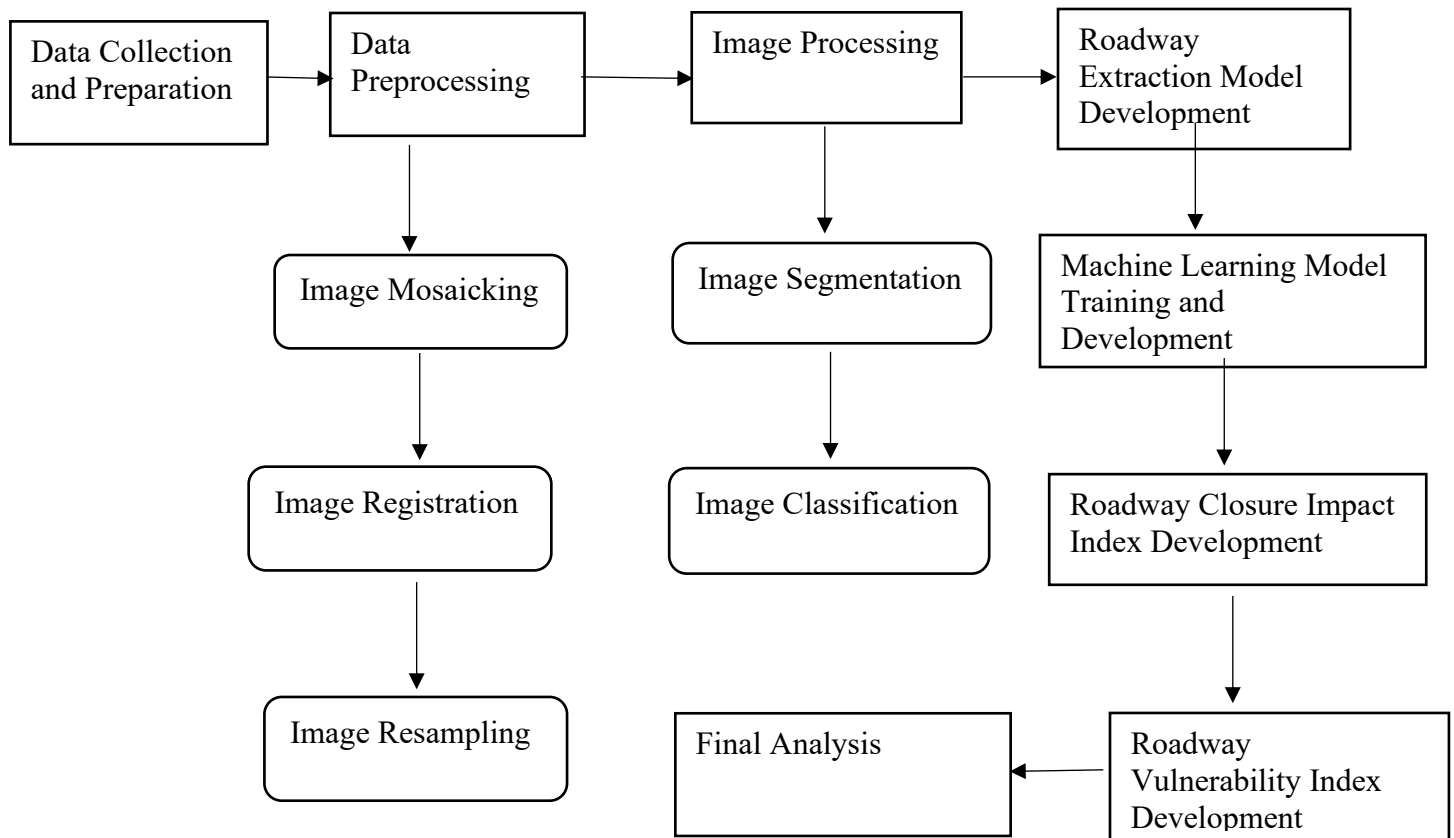 Data Collection
and Preparation
Data
Preprocessing
Image Processing
Roadway
Extraction Model
Development
Image Mosaicking
Image Segmentation
Machine Learning Model
Training and
Development
Image Registration
Image Classification
Roadway Closure Impact
Index Development
Image Resampling
Final Analysis
Roadway
Vulnerability Index
Development